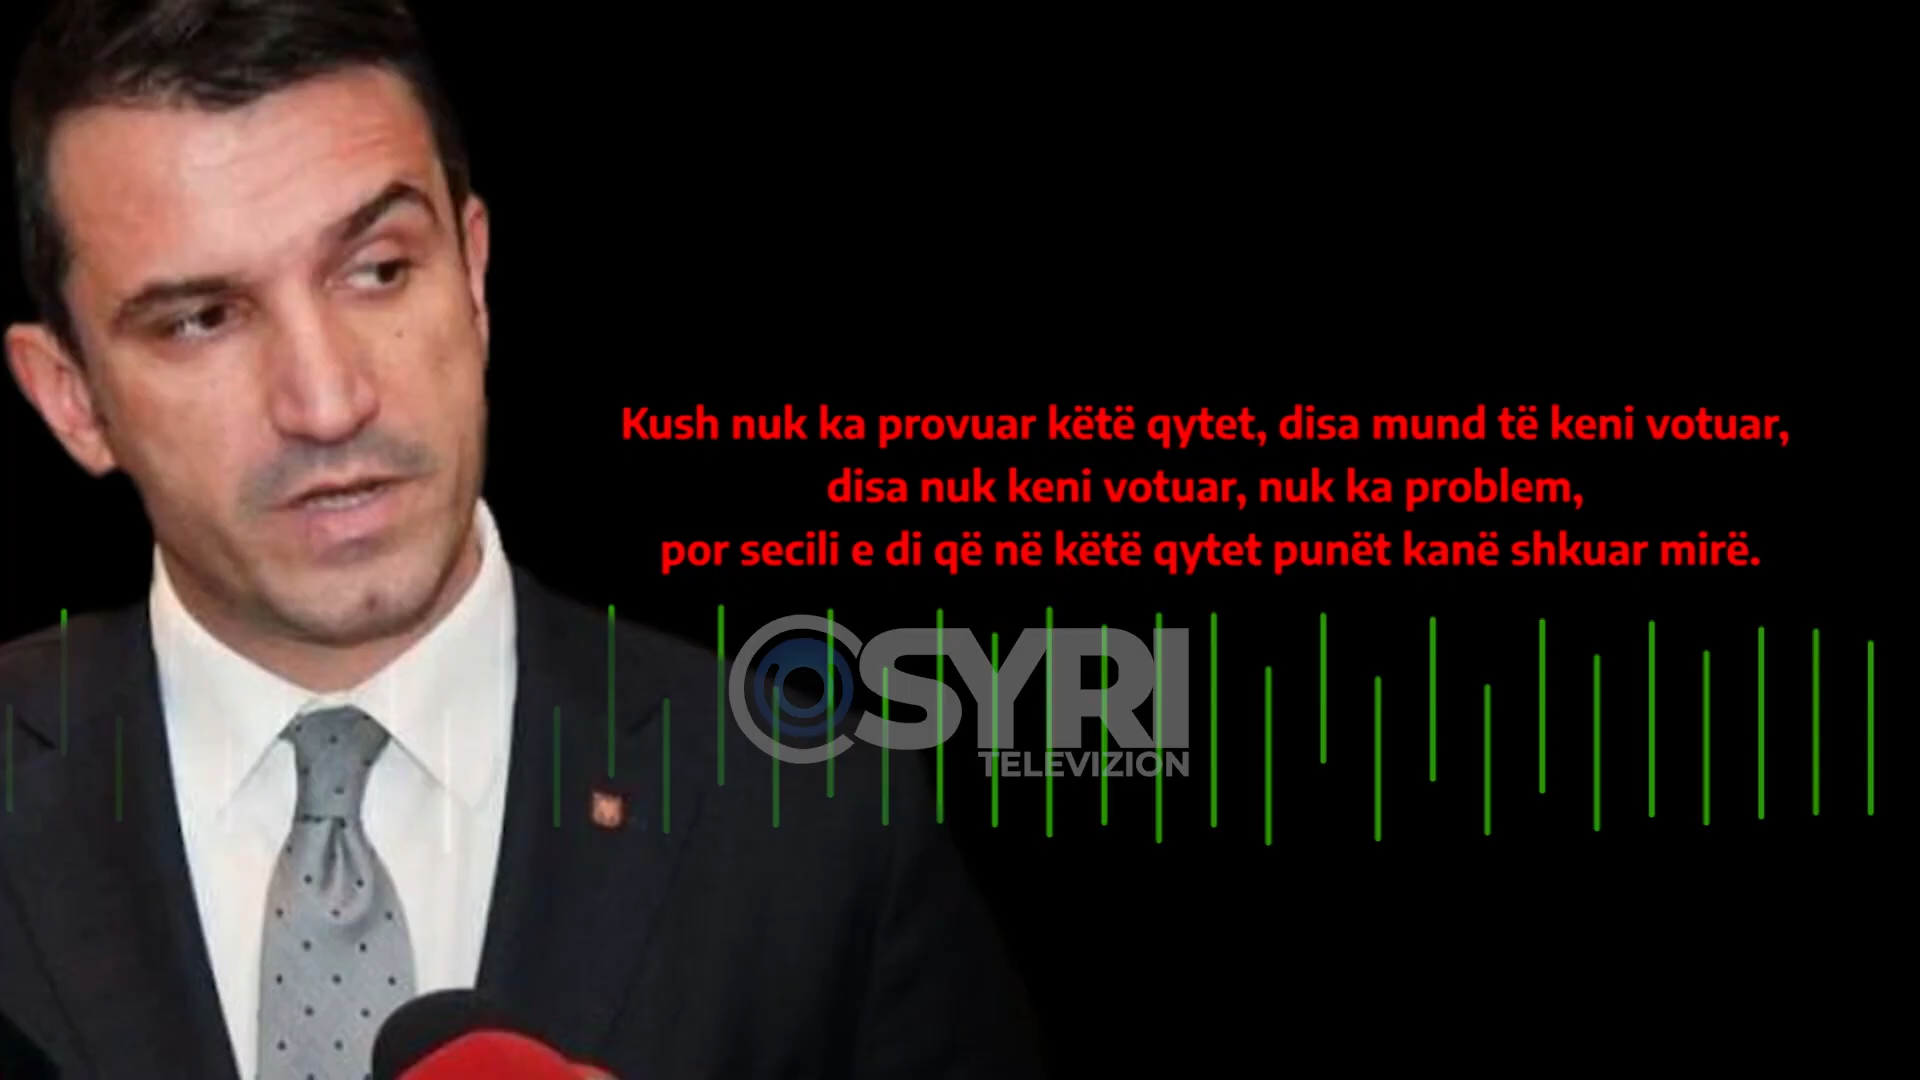 Kush nuk ka provuar këtë qytet, disa mund të keni votuar,
disa nuk keni votuar, nuk ka problem,
por secili e di që në këtë qytet punët kanë shkuar mirë.
SYRI
TELEVIZION